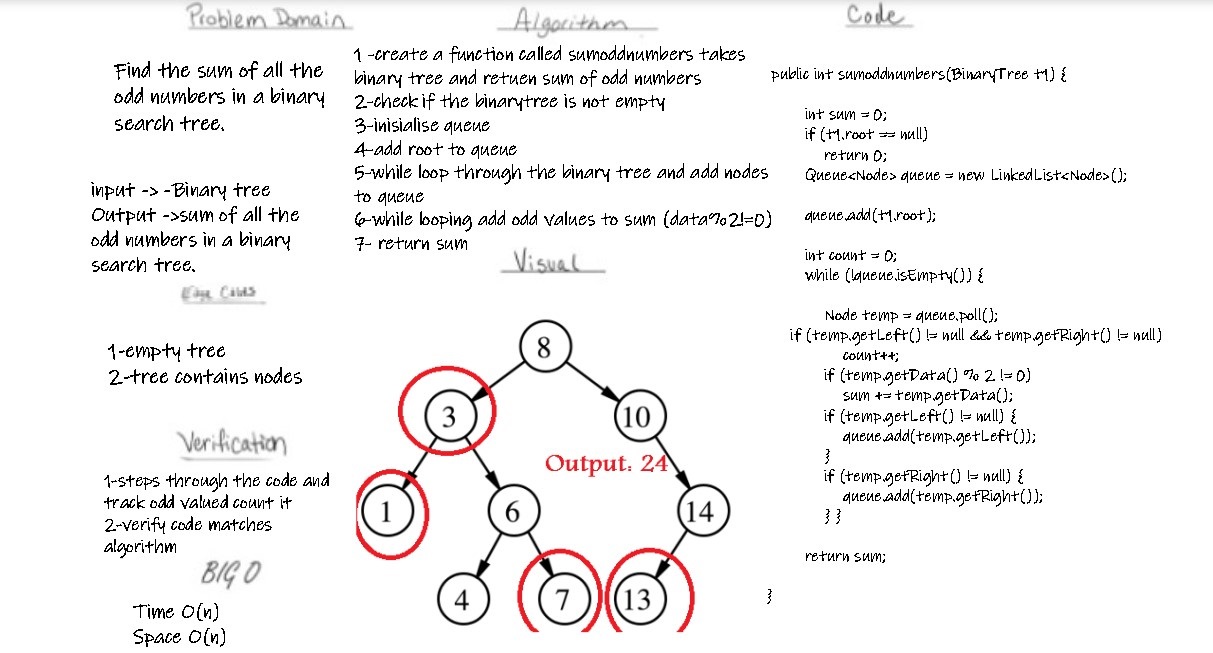 Problem Domain
Find the sum of all the
odd numbers in a binary
search tree.
input -> -Binary tree
Output ->sum of all the
odd numbers in a binary
search tree.
Edge Cases
1-empty tree
2-tree contains nodes
Verification
1-steps through the code and
track odd valued count it
2-verify code matches
algorithm
BIG O
Time O(n)
Space O(n)
Algorithm
1 -create a function called sumoddnumbers takes
binary tree and retuen sum of odd numbers
2-check if the binarytree is not empty
3-inisialise queue
4-add root to queue
5-while loop through the binary tree and add nodes
to queue
6-while looping add odd values to sum (data%2!=0)
7- return sum
Visual
8
3
10
Output: 24
1
6
14
4
7
13
Code
public int sumoddnumbers(BinaryTree t1) {
int sum = 0;
if (t1.root == null)
return 0;
Queue<Node> queue = new LinkedList<Node>();
queue.add(t1.root);
int count = 0;
while (!queue.isEmpty()) {
Node temp = queue.poll();
if (temp.getLeft() != null && temp.getRight() != null)
count++;
if (temp.getData() % 2 != 0)
sum += temp.getData();
if (temp.getLeft() != null) {
queue.add(temp.getLeft());
}
if (temp.getRight() != null) {
queue.add(temp.getRight());
} }
return sum;
}